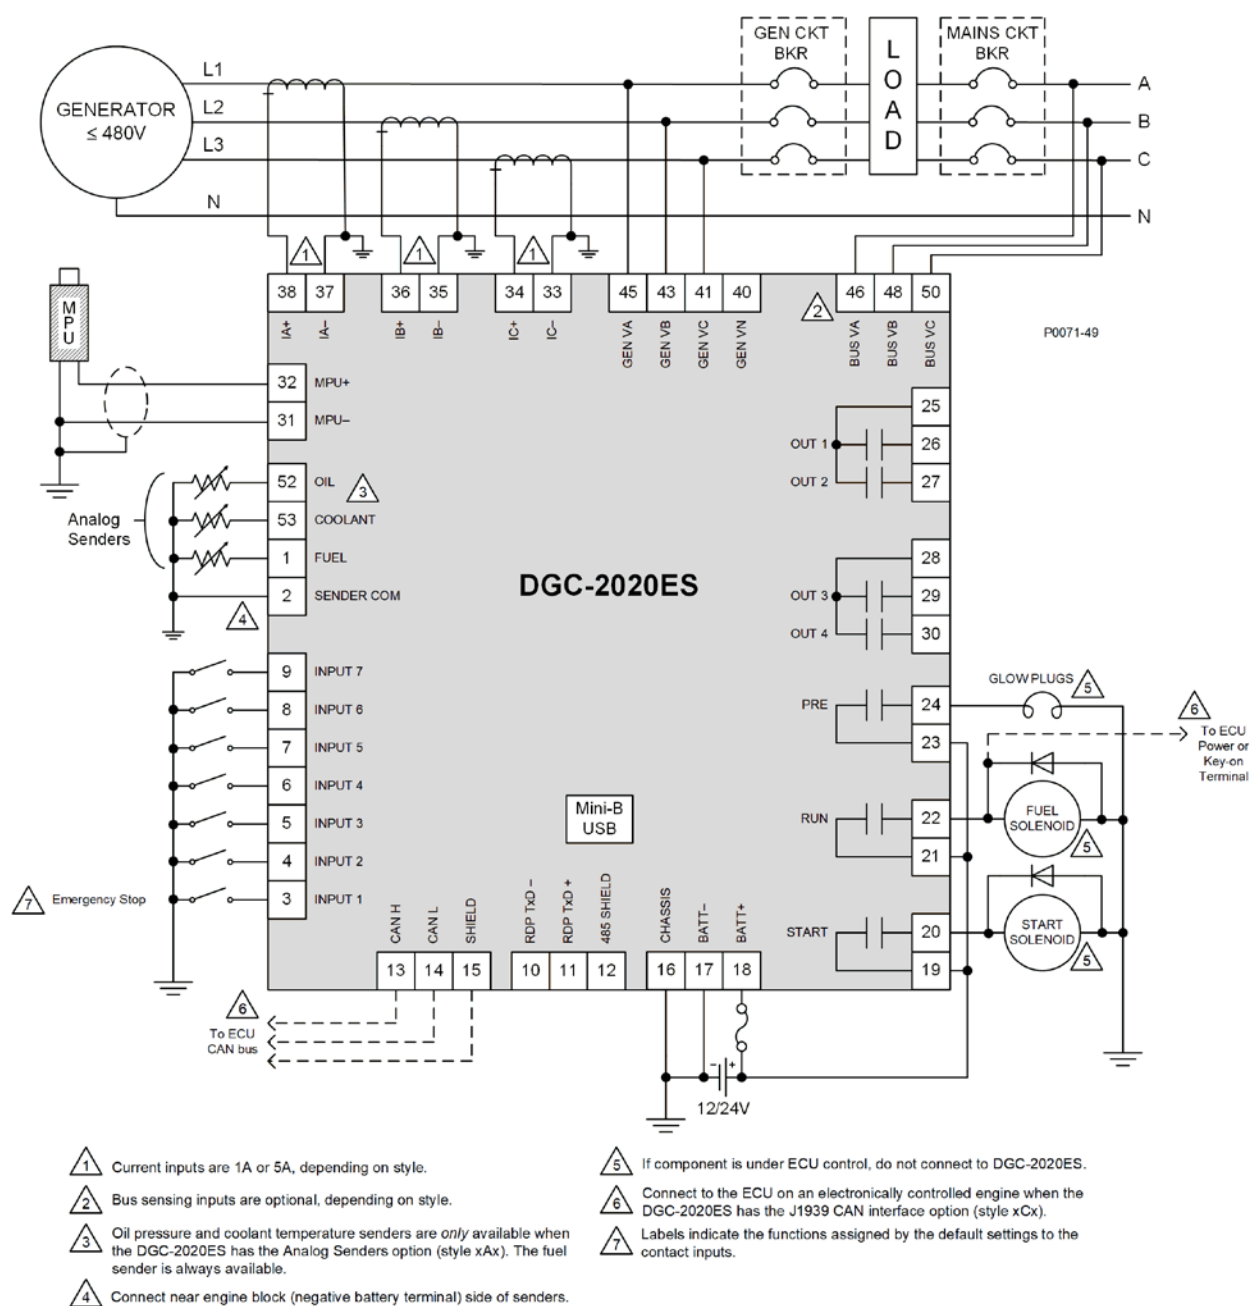 GEN CKT
BKR
LOAD
MAINS CKT
BKR
GENERATOR
≤ 480V
L1
L2
L3
N
A
B
C
N
1
1
1
2
38
37
36
35
34
33
45
43
41
40
46
48
50
IA+
IA–
IB+
IB–
IC+
IC–
GEN VA
GEN VB
GEN VC
GEN VN
BUS VA
BUS VB
BUS VC
P0071-49
MPU
32 MPU+
31 MPU–
Analog
Senders
52 OIL
3
53 COOLANT
1 FUEL
2 SENDER COM
4
DGC-2020ES
25
OUT 1 26
OUT 2 27
28
OUT 3 29
OUT 4 30
PRE 24
23
GLOW PLUGS
5
6
To ECU
Power or
Key-on
Terminal
RUN 22
21
FUEL
SOLENOID
5
START 20
19
START
SOLENOID
5
9 INPUT 7
8 INPUT 6
7 INPUT 5
6 INPUT 4
5 INPUT 3
4 INPUT 2
7 Emergency Stop
3 INPUT 1
Mini-B
USB
CAN H
CAN L
SHIELD
RDP TxD –
RDP TxD +
485 SHIELD
CHASSIS
BATT–
BATT+
13
14
15
10
11
12
16
17
18
6
To ECU
CAN bus
– +
12/24V
1 Current inputs are 1A or 5A, depending on style.
2 Bus sensing inputs are optional, depending on style.
3 Oil pressure and coolant temperature senders are only available when
the DGC-2020ES has the Analog Senders option (style xAx). The fuel
sender is always available.
4 Connect near engine block (negative battery terminal) side of senders.
5 If component is under ECU control, do not connect to DGC-2020ES.
6 Connect to the ECU on an electronically controlled engine when the
DGC-2020ES has the J1939 CAN interface option (style xCx).
7 Labels indicate the functions assigned by the default settings to the
contact inputs.